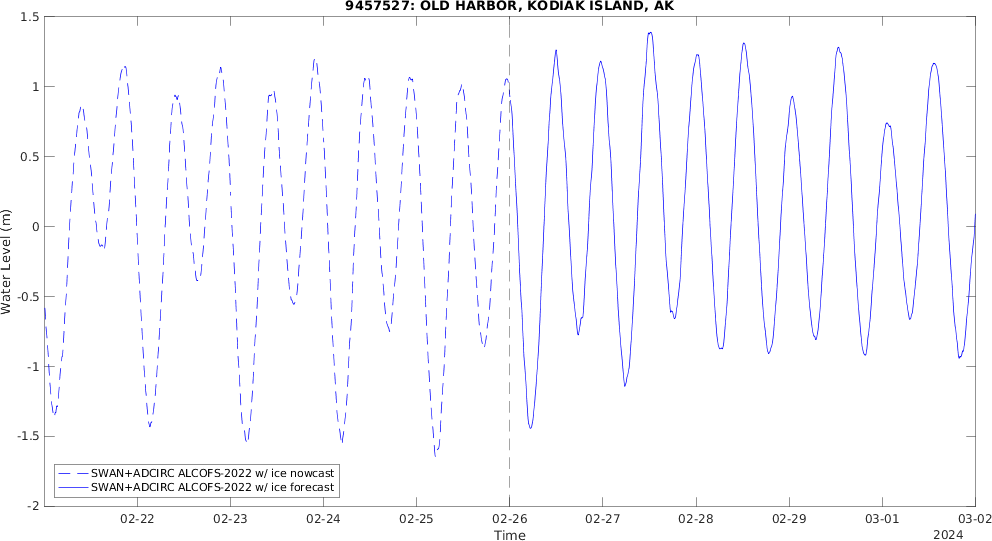 9457527: OLD HARBOR, KODIAK ISLAND, AK
1.5
1
0.5
0
-0.5
-1
-1.5
-2
Water Level (m)
SWAN+ADCIRC ALCOFS-2022 w/ ice nowcast
SWAN+ADCIRC ALCOFS-2022 w/ ice forecast
02-22 02-23 02-24 02-25 02-26 02-27 02-28 02-29 03-01 03-02
Time
2024